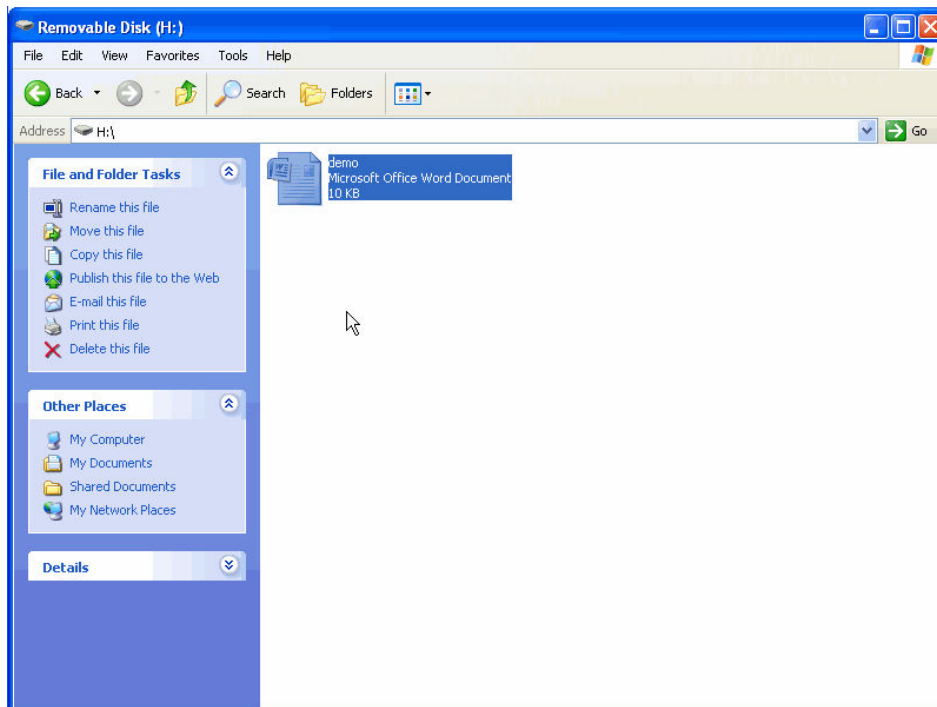 Removable Disk (H:)
File Edit View Favorites Tools Help
Back Search Folders
Address H:\ Go
File and Folder Tasks
Rename this file
Move this file
Copy this file
Publish this file to the Web
E-mail this file
Print this file
Delete this file
Other Places
My Computer
My Documents
Shared Documents
My Network Places
Details
demo
Microsoft Office Word Document
10 KB